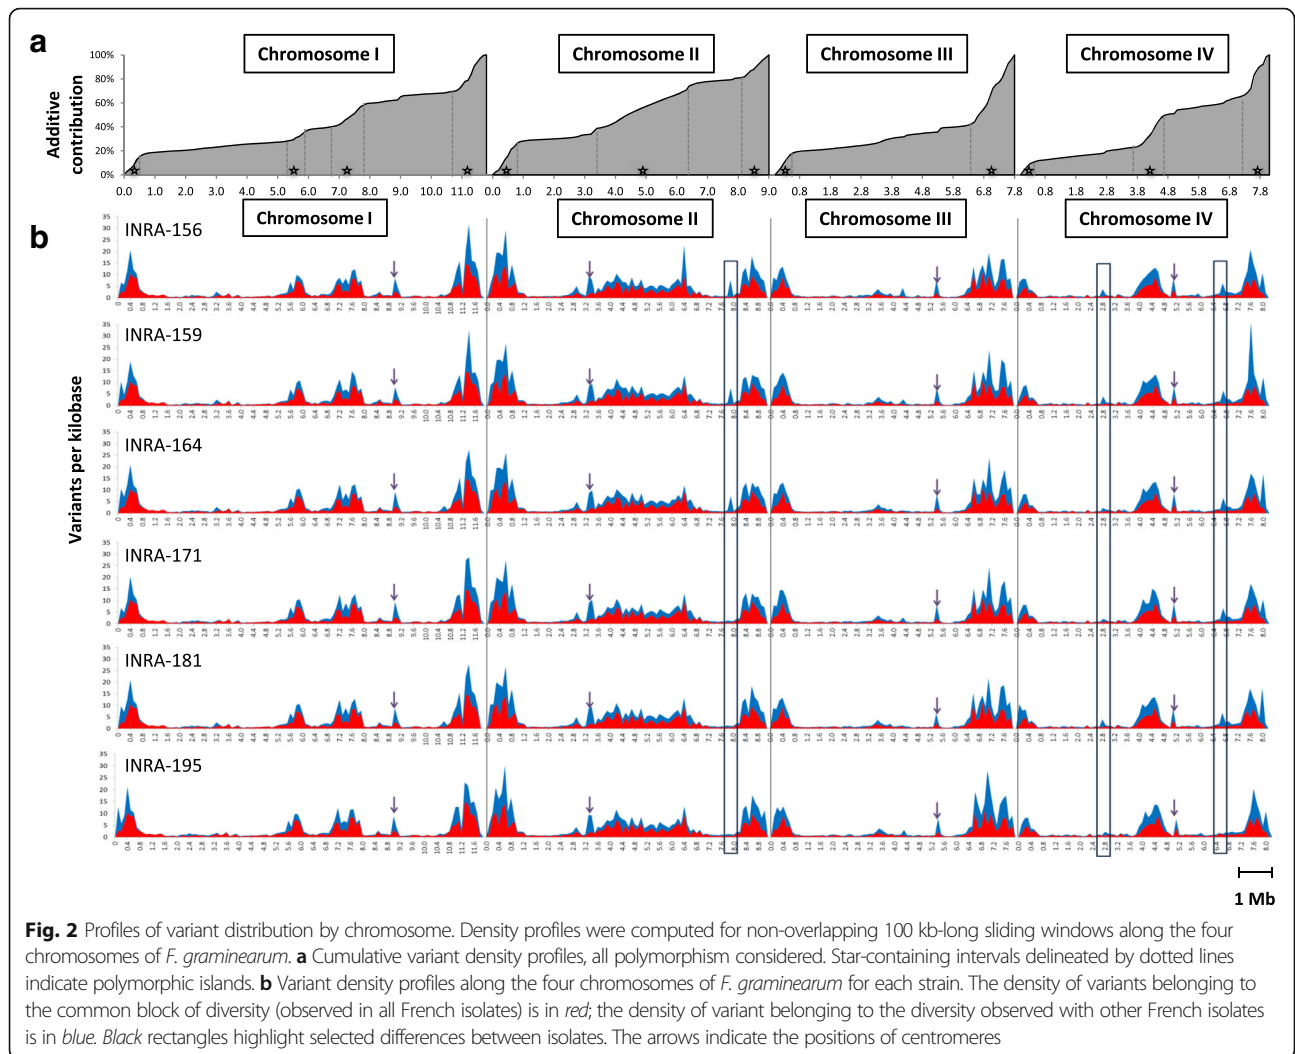 a
Chromosome I
Chromosome II
Chromosome III
Chromosome IV
Additive
contribution
100%
80%
60%
40%
20%
0%
0.0 1.0 2.0 3.0 4.0 5.0 6.0 7.0 8.0 9.0 10.0 11.0
0.0 1.0 2.0 3.0 4.0 5.0 6.0 7.0 8.0 9.0
0.8 1.8 2.8 3.8 4.8 5.8 6.8 7.8
0.8 1.8 2.8 3.8 4.8 5.8 6.8 7.8
b
Chromosome I
Chromosome II
Chromosome III
Chromosome IV
Variants per kilobase
35
30
25
20
15
10
5
0
INRA-156
INRA-159
INRA-164
INRA-171
INRA-181
INRA-195
1 Mb
Fig. 2 Profiles of variant distribution by chromosome. Density profiles were computed for non-overlapping 100 kb-long sliding windows along the four
chromosomes of F. graminearum. a Cumulative variant density profiles, all polymorphism considered. Star-containing intervals delineated by dotted lines
indicate polymorphic islands. b Variant density profiles along the four chromosomes of F. graminearum for each strain. The density of variants belonging to
the common block of diversity (observed in all French isolates) is in red; the density of variant belonging to the diversity observed with other French isolates
is in blue. Black rectangles highlight selected differences between isolates. The arrows indicate the positions of centromeres